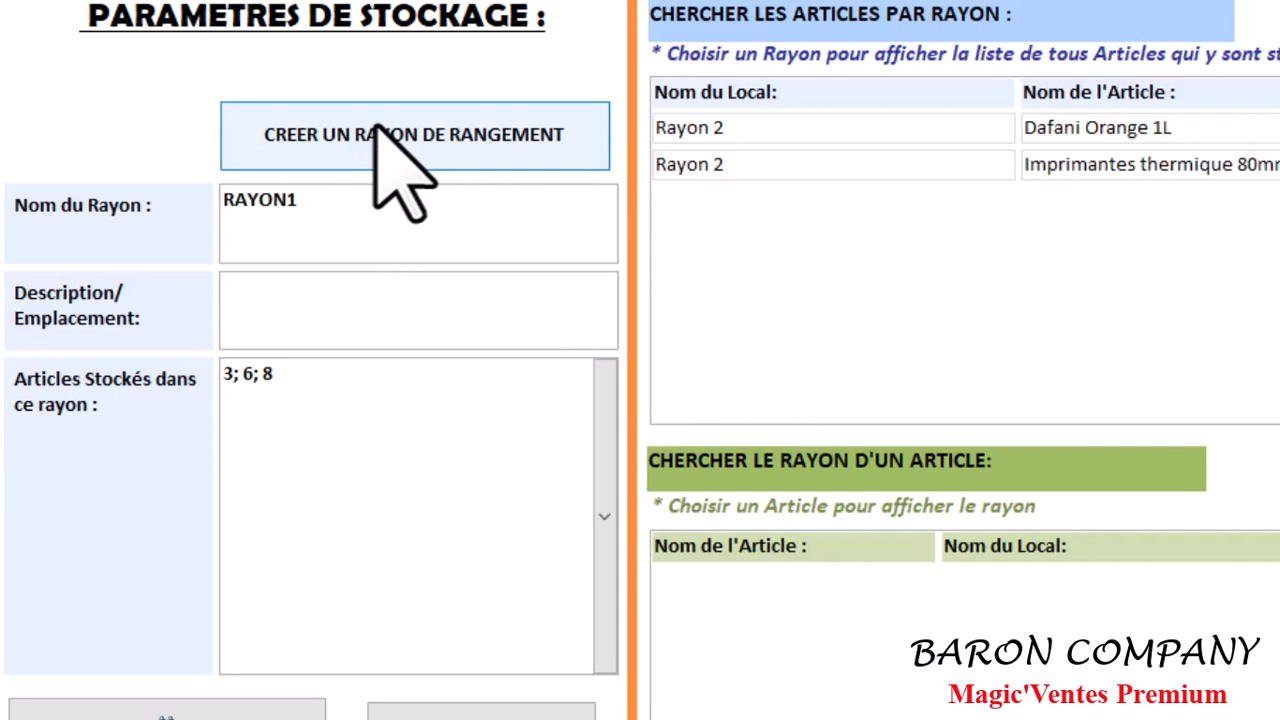 PARAMETRES DE STOCKAGE :
CREER UN RAYON DE RANGEMENT
Nom du Rayon :
RAYON1
Description/
Emplacement:
Articles Stockés dans
ce rayon :
3; 6; 8
CHERCHER LES ARTICLES PAR RAYON :
* Choisir un Rayon pour afficher la liste de tous Articles qui y sont
Nom du Local:
Nom de l'Article :
Rayon 2
Dafani Orange 1L
Rayon 2
Imprimantes thermique 80mm
CHERCHER LE RAYON D'UN ARTICLE:
* Choisir un Article pour afficher le rayon
Nom de l'Article :
Nom du Local:
BARON COMPANY
Magic'Ventes Premium